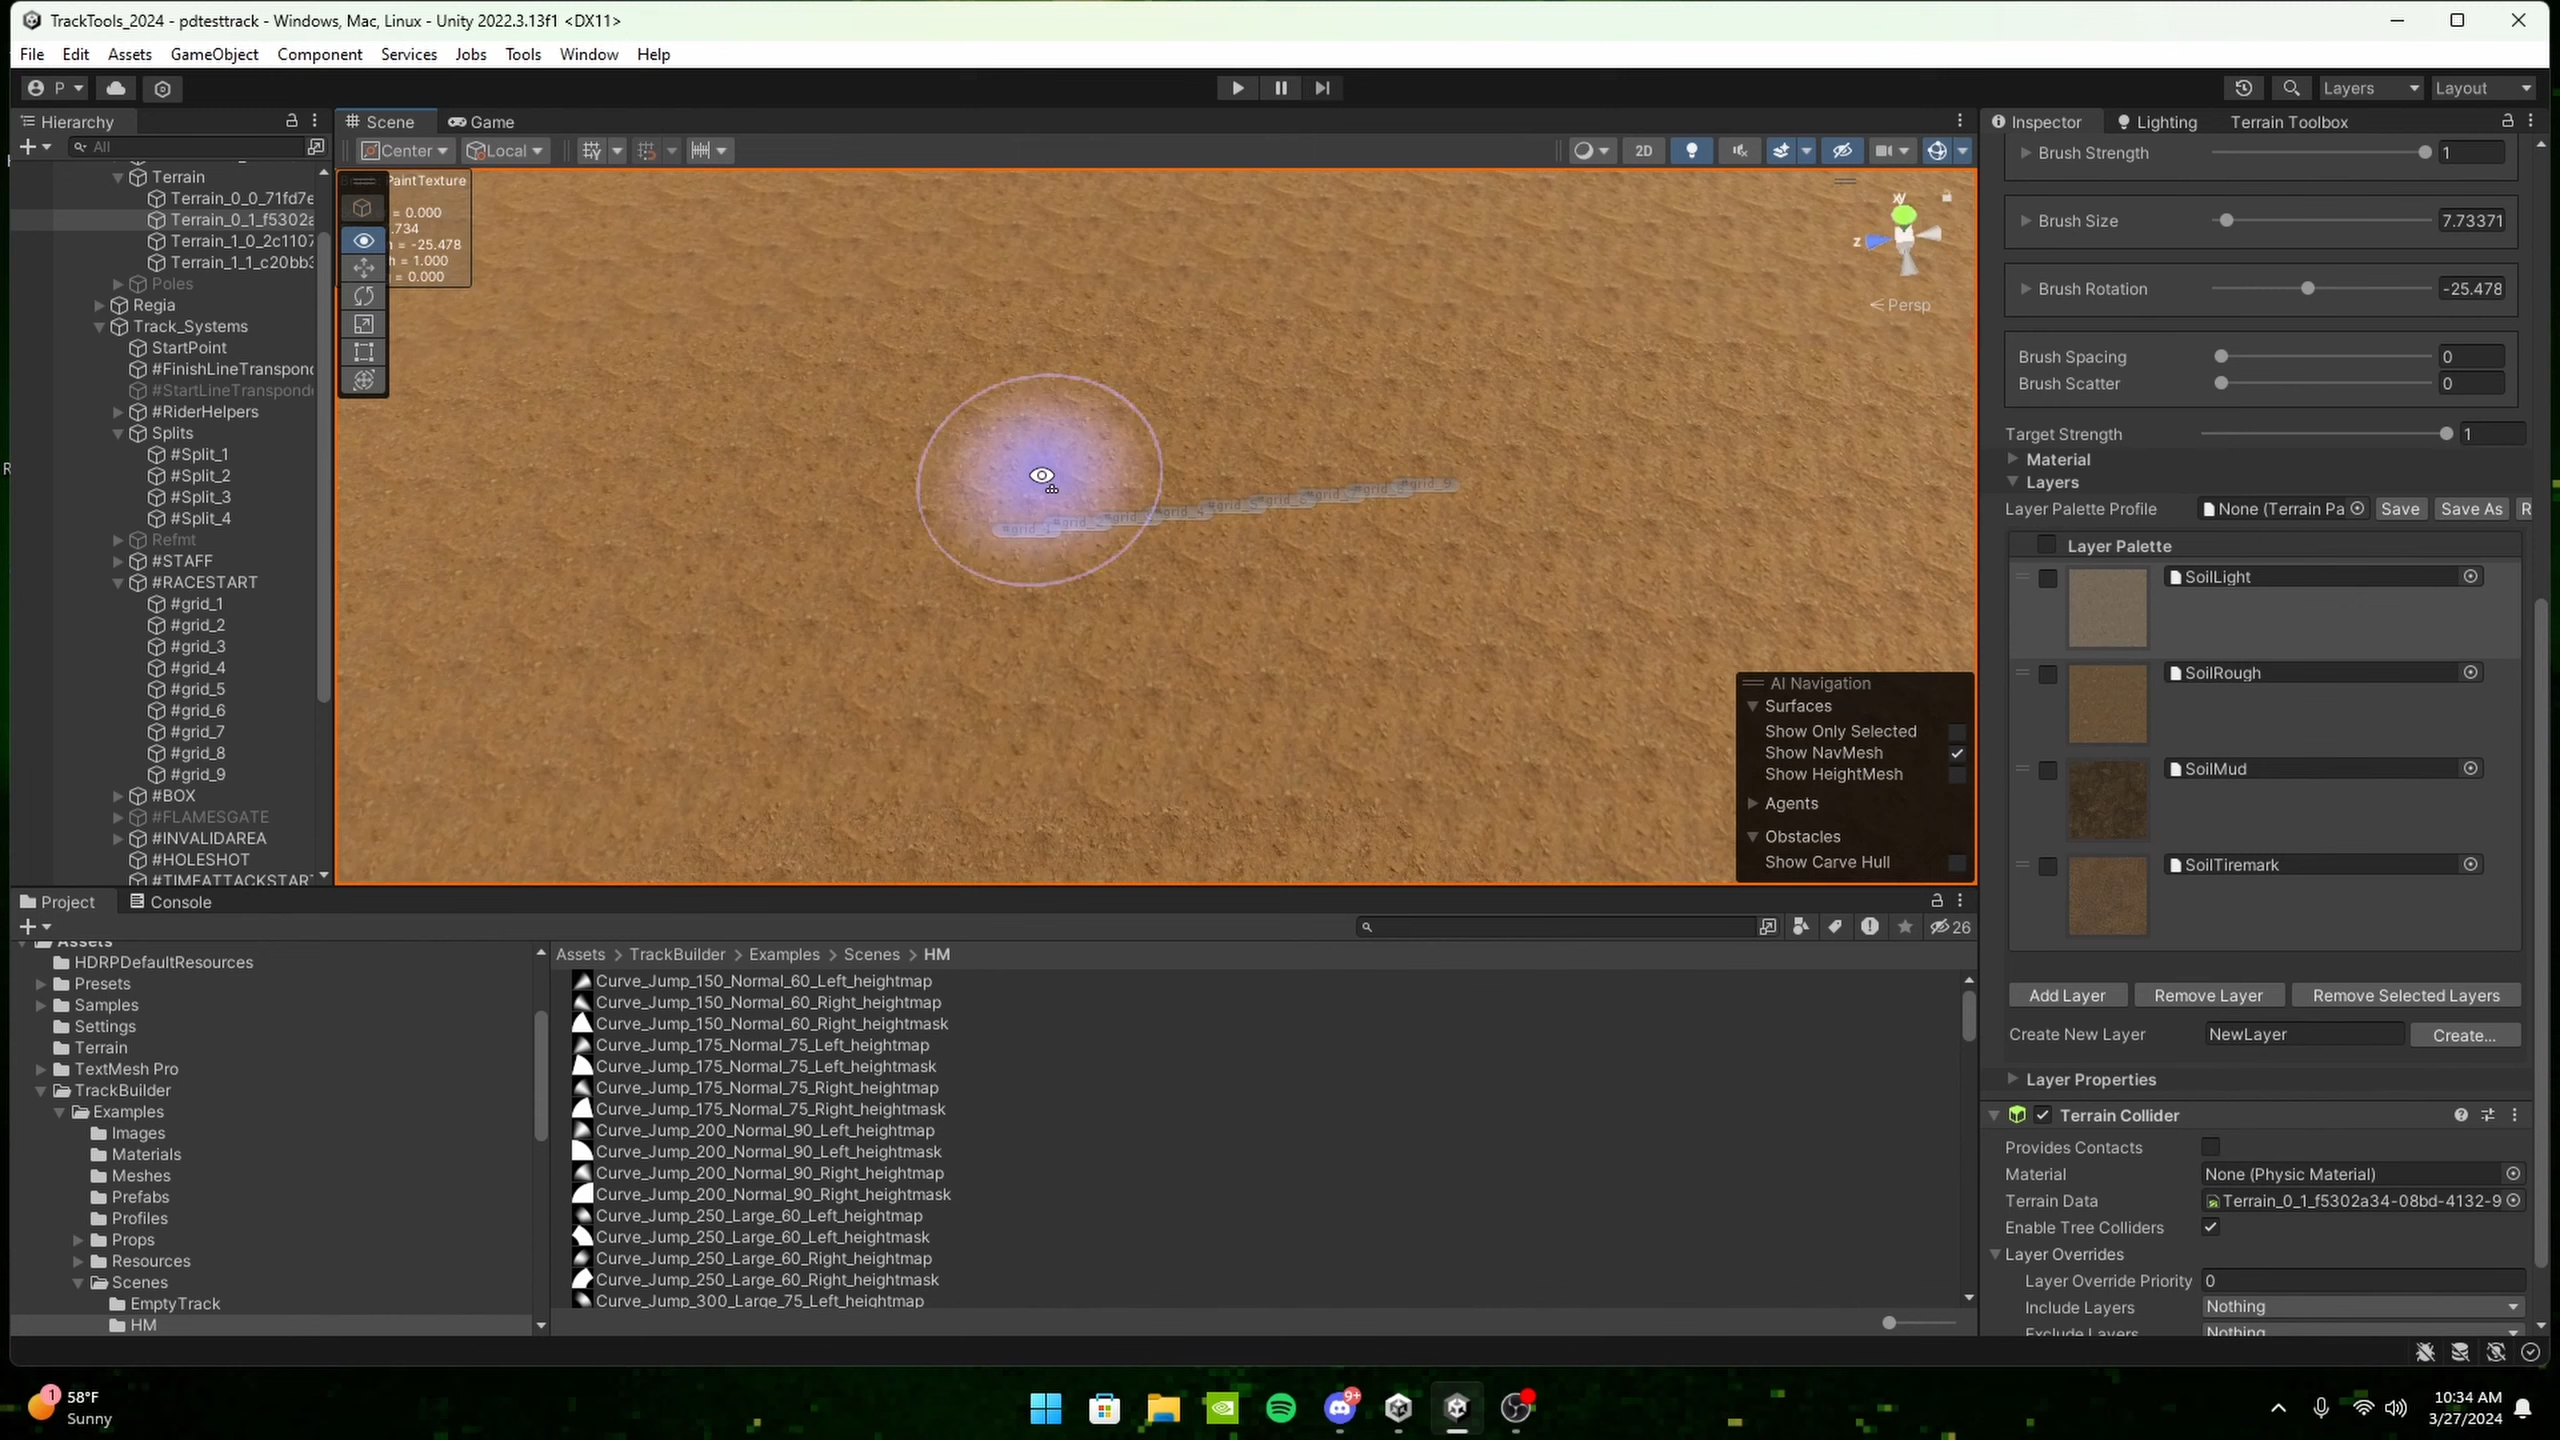 TrackTools_2024 - pdtesttrack - Windows, Mac, Linux - Unity 2022.3.13f1 <DX11>
File Edit Assets GameObject Component Services Jobs Tools Window Help
P
Layers
Layout
Hierarchy
All
Terrain
Terrain_0_0_71fd7e
Terrain_0_1_f5302a
Terrain_1_0_2c1107
Terrain_1_1_c20bb3
Poles
Regia
Track_Systems
StartPoint
#FinishLineTranspond
#StartLineTransponde
#RiderHelpers
Splits
#Split_1
#Split_2
#Split_3
#Split_4
Refmt
#STAFF
#RACESTART
#grid_1
#grid_2
#grid_3
#grid_4
#grid_5
#grid_6
#grid_7
#grid_8
#grid_9
#BOX
#FLAMESGATE
#INVALIDAREA
#HOLESHOT
#TIMEATTACKSTAR
Scene
Game
Center
Local
2D
PaintTexture
= 0.000
.734
= -25.478
= 1.000
= 0.000
z
Persp
AI Navigation
Surfaces
Show Only Selected
Show NavMesh
Show HeightMesh
Agents
Obstacles
Show Carve Hull
Inspector
Lighting
Terrain Toolbox
Brush Strength 1
Brush Size 7.73371
Brush Rotation -25.478
Brush Spacing 0
Brush Scatter 0
Target Strength 1
Material
Layers
Layer Palette Profile None (Terrain Pa Save Save As R
Layer Palette
SoilLight
SoilRough
SoilMud
SoilTiremark
Add Layer Remove Layer Remove Selected Layers
Create New Layer NewLayer Create...
Layer Properties
Terrain Collider
Provides Contacts
Material None (Physic Material)
Terrain Data Terrain_0_1_f5302a34-08bd-4132-9
Enable Tree Colliders
Layer Overrides
Layer Override Priority 0
Include Layers Nothing
Exclude Layers Nothing
Project
Console
26
Assets
HDRPDefaultResources
Presets
Samples
Settings
Terrain
TextMesh Pro
TrackBuilder
Examples
Images
Materials
Meshes
Prefabs
Profiles
Props
Resources
Scenes
EmptyTrack
HM
Assets > TrackBuilder > Examples > Scenes > HM
Curve_Jump_150_Normal_60_Left_heightmap
Curve_Jump_150_Normal_60_Right_heightmap
Curve_Jump_150_Normal_60_Right_heightmask
Curve_Jump_175_Normal_75_Left_heightmap
Curve_Jump_175_Normal_75_Left_heightmask
Curve_Jump_175_Normal_75_Right_heightmap
Curve_Jump_175_Normal_75_Right_heightmask
Curve_Jump_200_Normal_90_Left_heightmap
Curve_Jump_200_Normal_90_Left_heightmask
Curve_Jump_200_Normal_90_Right_heightmap
Curve_Jump_200_Normal_90_Right_heightmask
Curve_Jump_250_Large_60_Left_heightmap
Curve_Jump_250_Large_60_Left_heightmask
Curve_Jump_250_Large_60_Right_heightmap
Curve_Jump_250_Large_60_Right_heightmask
Curve_Jump_300_Large_75_Left_heightmap
1
58°F
Sunny
9+
10:34 AM
3/27/2024